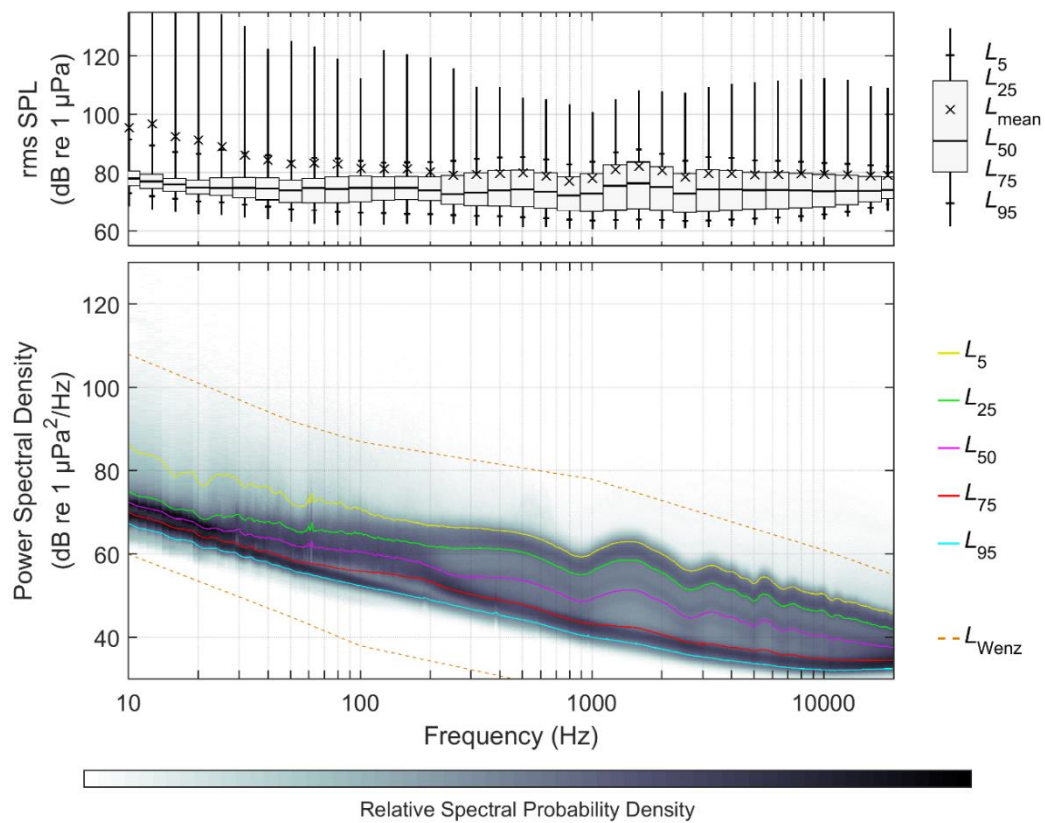 rms SPL
(dB re 1 µPa)
120
100
80
60
L5
L25
Lmean
L50
L75
L95
Power Spectral Density
(dB re 1 µPa²/Hz)
120
100
80
60
40
10
100
1000
10000
Frequency (Hz)
L5
L25
L50
L75
L95
LWenz
Relative Spectral Probability Density